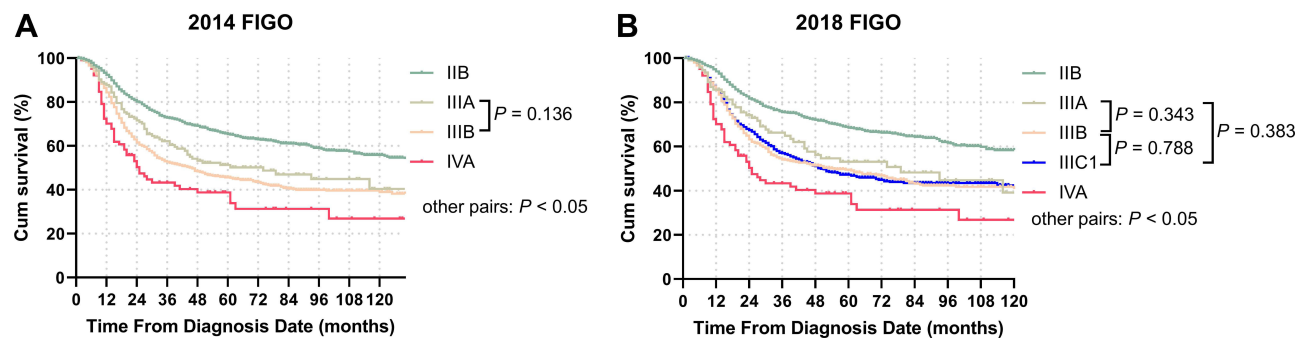 A
2014 FIGO
Cum survival (%)
100
80
60
40
20
0
0 12 24 36 48 60 72 84 96 108 120
Time From Diagnosis Date (months)
IIB
IIIA
IIIB
IVA
P = 0.136
other pairs: P < 0.05
B
2018 FIGO
Cum survival (%)
100
80
60
40
20
0
0 12 24 36 48 60 72 84 96 108 120
Time From Diagnosis Date (months)
IIB
IIIA
IIIB
IIIC1
IVA
P = 0.343
P = 0.788
P = 0.383
other pairs: P < 0.05